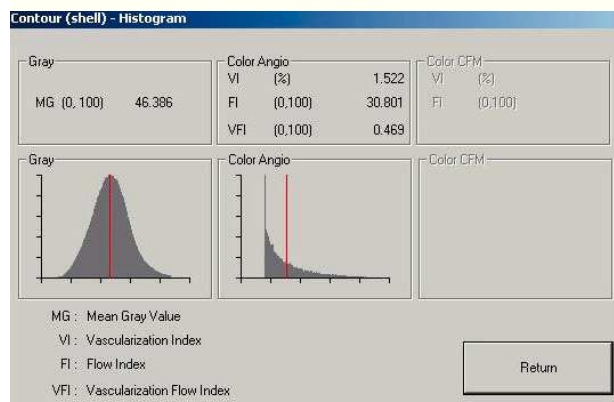 Contour (shell) - Histogram
Gray
MG (0, 100) 46.386
Color Angio
VI (%) 1.522
FI (0,100) 30.801
VFI (0,100) 0.469
Color CFM
VI (%)
FI (0,100)
Gray
Color Angio
Color CFM
MG : Mean Gray Value
VI : Vascularization Index
FI : Flow Index
VFI : Vascularization Flow Index
Return